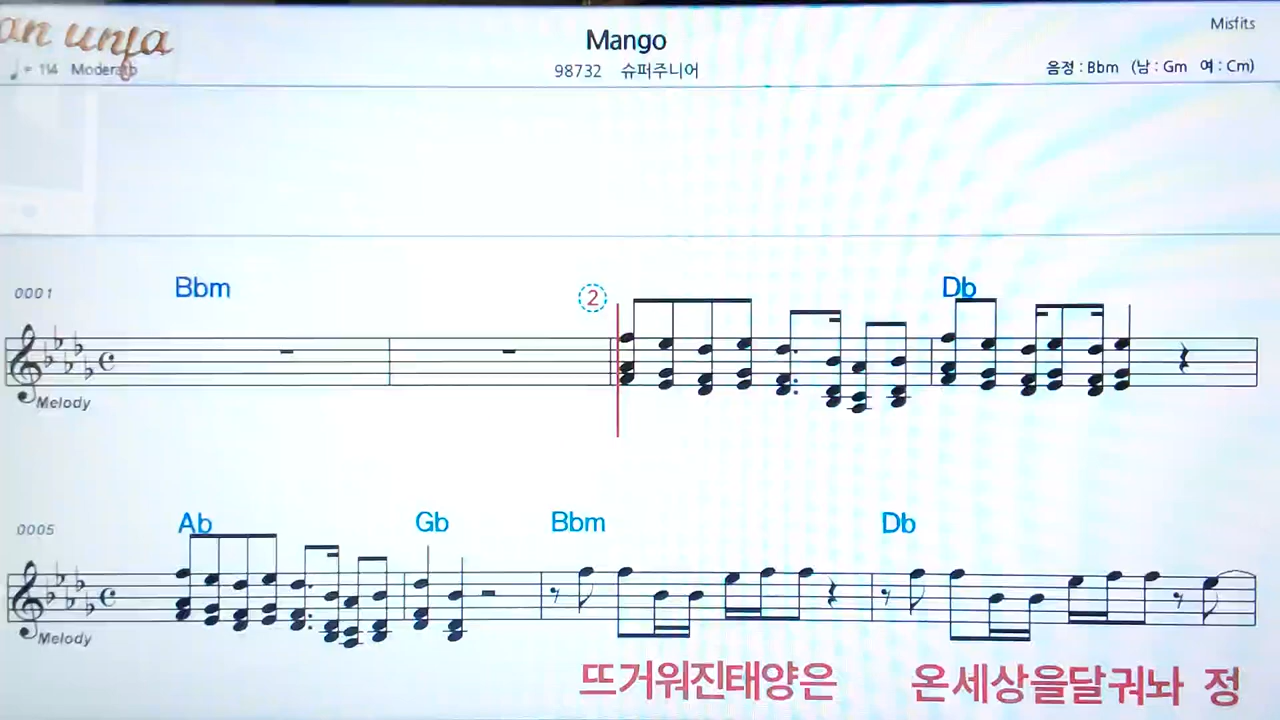 an unfa
Mango
Misfits
♩ = 114 Moderato
98732 슈퍼주니어
음정 : Bbm (남 : Gm 여 : Cm)
0001
Bbm
2
Db
Melody
0005
Ab
Gb
Bbm
Db
Melody
뜨거워진태양은 온세상을달궈놔 정